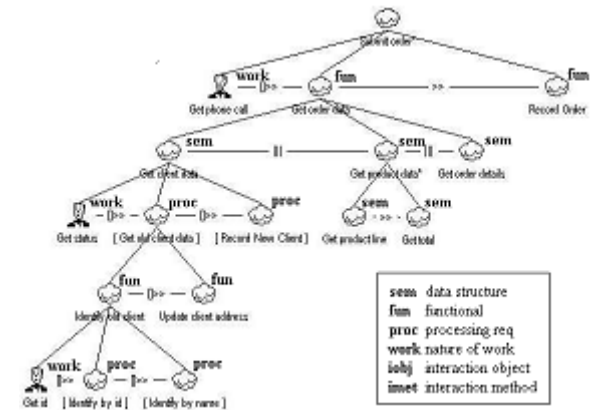 Submit order*
work
fun
fun
[]>>
>>
Get phone call
Get order data
Record Order
sem
sem
sem
|||
|||
Get client data
Get product data*
Get order details
work
proc
proc
sem
sem
[]>>
[]>>
>>
Get status
[ Get old client data ]
[ Record New Client ]
Get product line
Get total
fun
fun
[]>>
Identify old client
Update client address
work
proc
proc
[]>>
[]>>
Get id
[ Identify by id ]
[ Identify by name ]
sem data structure
fun functional
proc processing req
work nature of work
iobj interaction object
imet interaction method